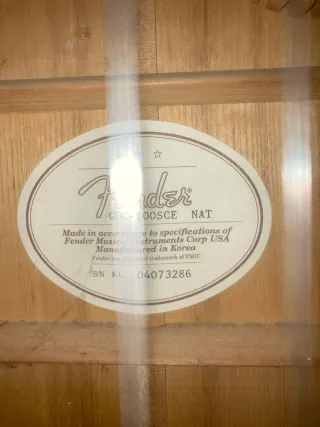 Fender
NAT
Made in accordance to specifications of
Fender Musical Instruments Corp USA
Manufactured in Korea
Fender is a trademark of FMIC
S/N 04073286